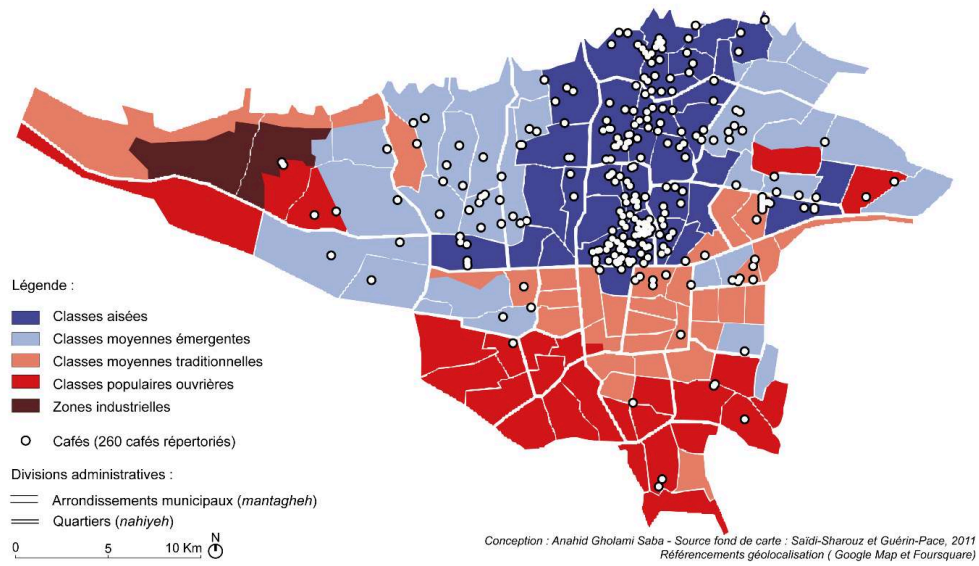 Légende :
Classes aisées
Classes moyennes émergentes
Classes moyennes traditionnelles
Classes populaires ouvrières
Zones industrielles
Cafés (260 cafés répertoriés)
Divisions administratives :
Arrondissements municipaux (mantagheh)
Quartiers (nahiyeh)
0 5 10 Km N
Conception : Anahid Gholami Saba - Source fond de carte : Saïdi-Sharouz et Guérin-Pace, 2011
Référencements géolocalisation ( Google Map et Foursquare)